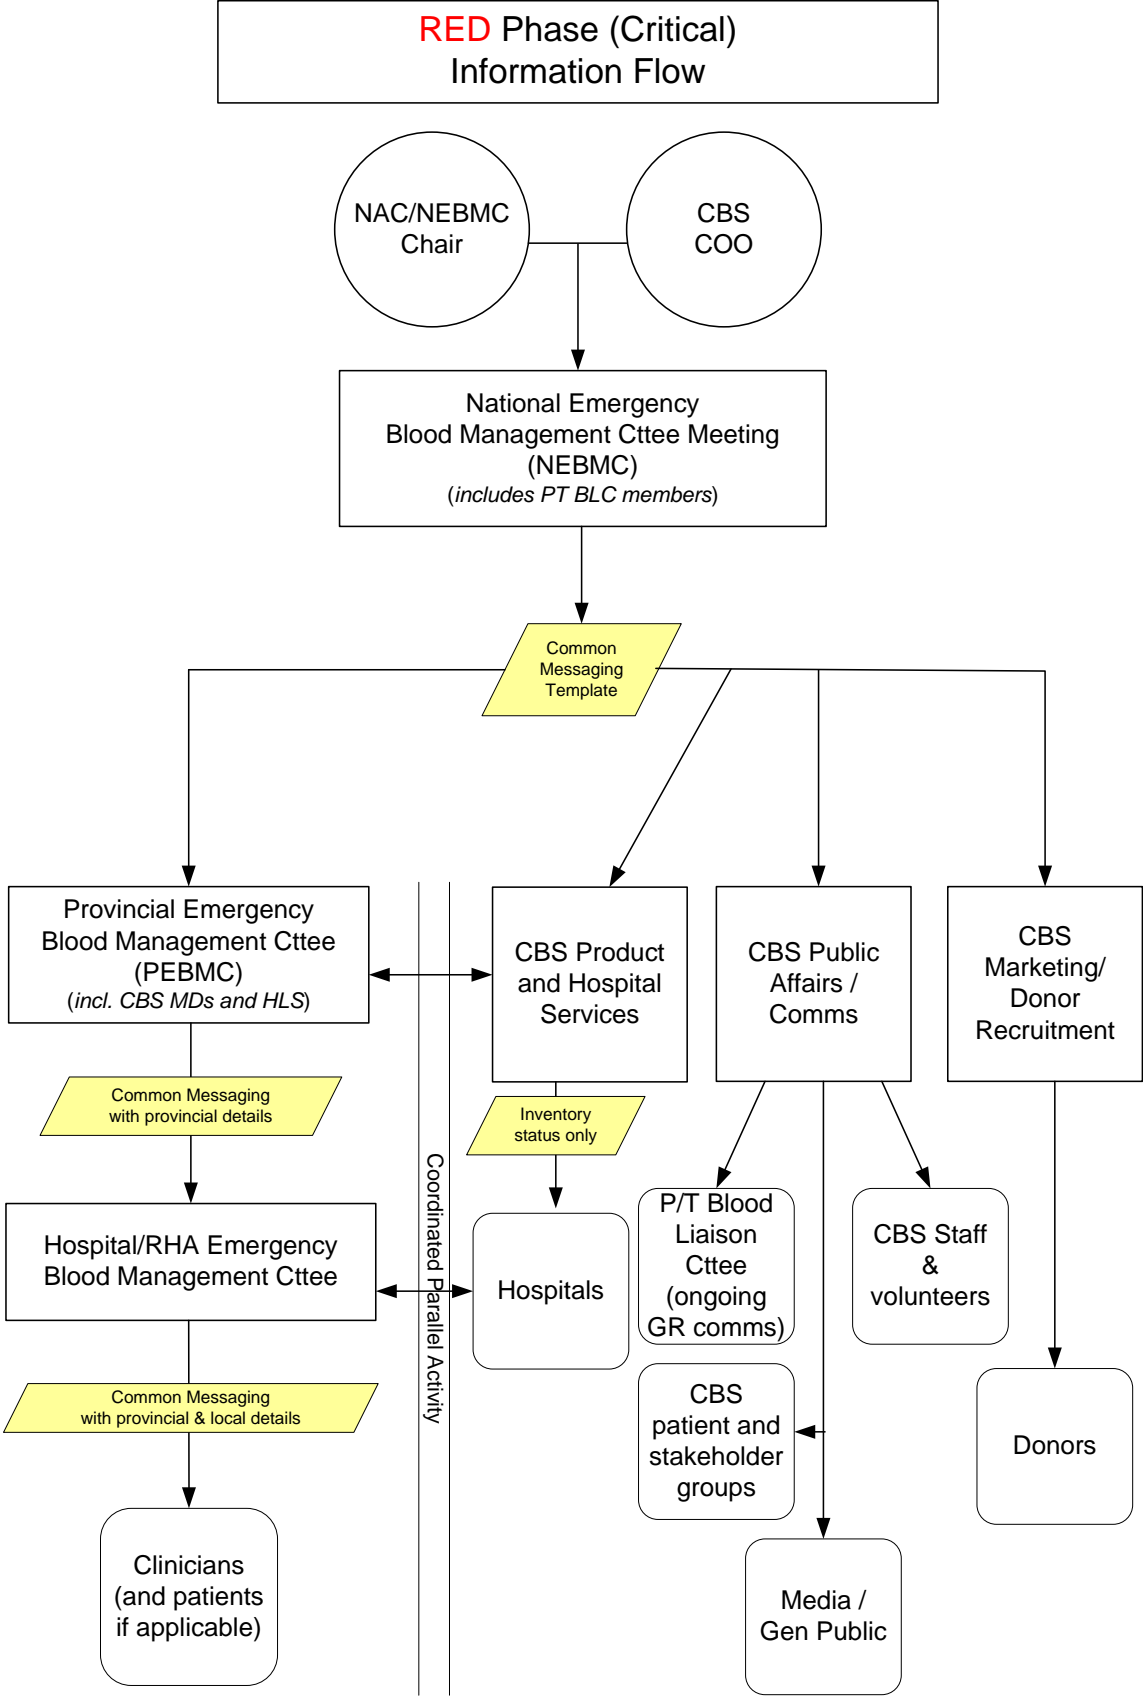 RED Phase (Critical)
Information Flow
NAC/NEBMC
Chair
CBS
COO
National Emergency
Blood Management Cttee Meeting
(NEBMC)
(includes PT BLC members)
Common
Messaging
Template
Provincial Emergency
Blood Management Cttee
(PEBMC)
(incl. CBS MDs and HLS)
CBS Product
and Hospital
Services
CBS Public
Affairs /
Comms
CBS
Marketing/
Donor
Recruitment
Common Messaging
with provincial details
Inventory
status only
Coordinated Parallel Activity
Hospital/RHA Emergency
Blood Management Cttee
Hospitals
P/T Blood
Liaison
Cttee
(ongoing
GR comms)
CBS Staff
&
volunteers
Common Messaging
with provincial & local details
CBS
patient and
stakeholder
groups
Donors
Clinicians
(and patients
if applicable)
Media /
Gen Public